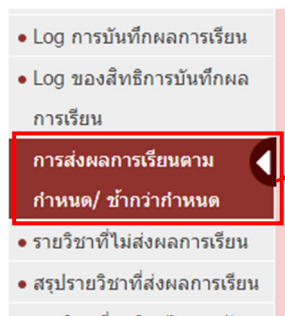 Log การบันทึกผลการเรียน
Log ของสิทธิการบันทึกผล
การเรียน
การส่งผลการเรียนตาม
กำหนด/ ช้ากว่ากำหนด
รายวิชาที่ไม่ส่งผลการเรียน
สรุปรายวิชาที่ส่งผลการเรียน